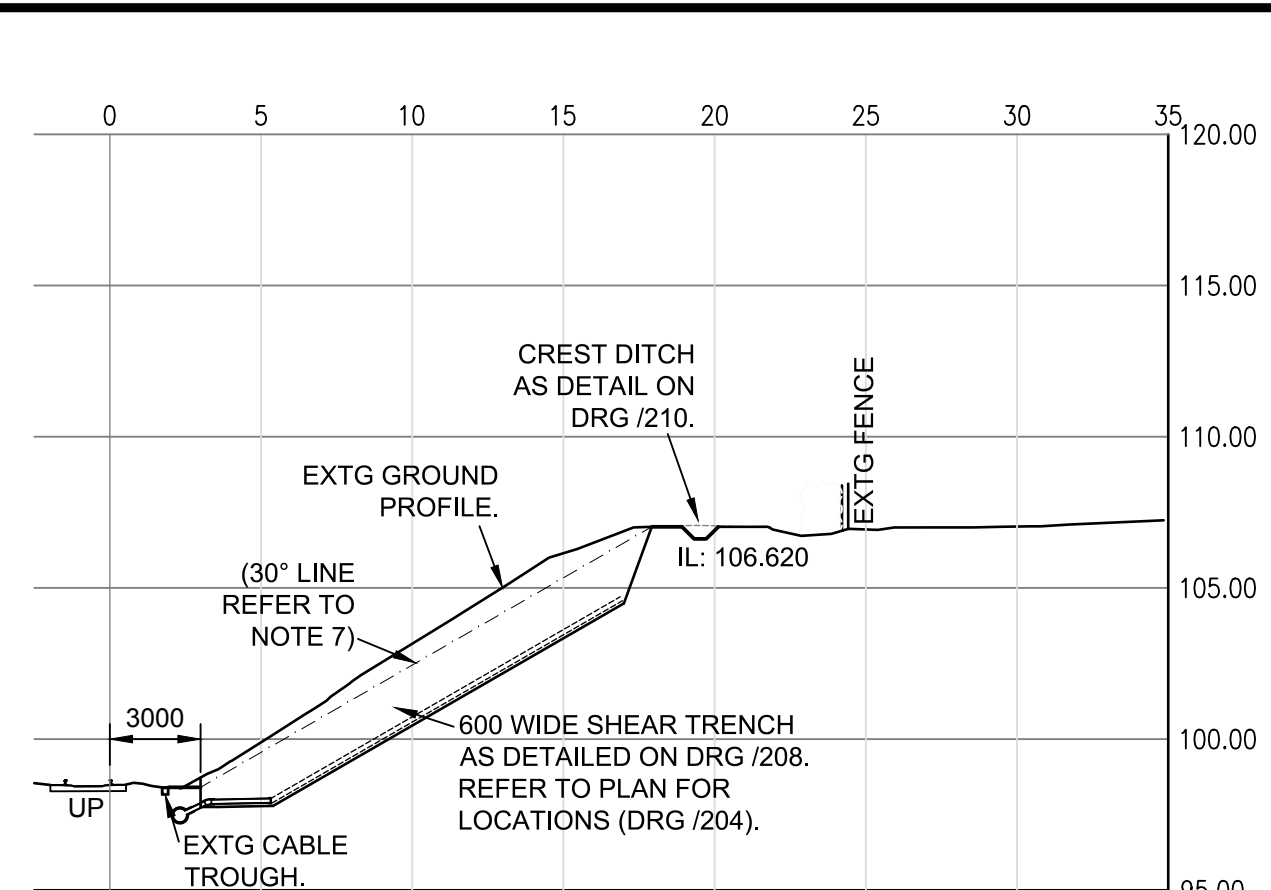 0 5 10 15 20 25 30 35
120.00
115.00
CREST DITCH
AS DETAIL ON
DRG /210.
EXTG FENCE
110.00
EXTG GROUND
PROFILE.
IL: 106.620
(30° LINE
REFER TO
NOTE 7)
105.00
3000
600 WIDE SHEAR TRENCH
AS DETAILED ON DRG /208.
REFER TO PLAN FOR
LOCATIONS (DRG /204).
100.00
UP
EXTG CABLE
TROUGH.
95.00